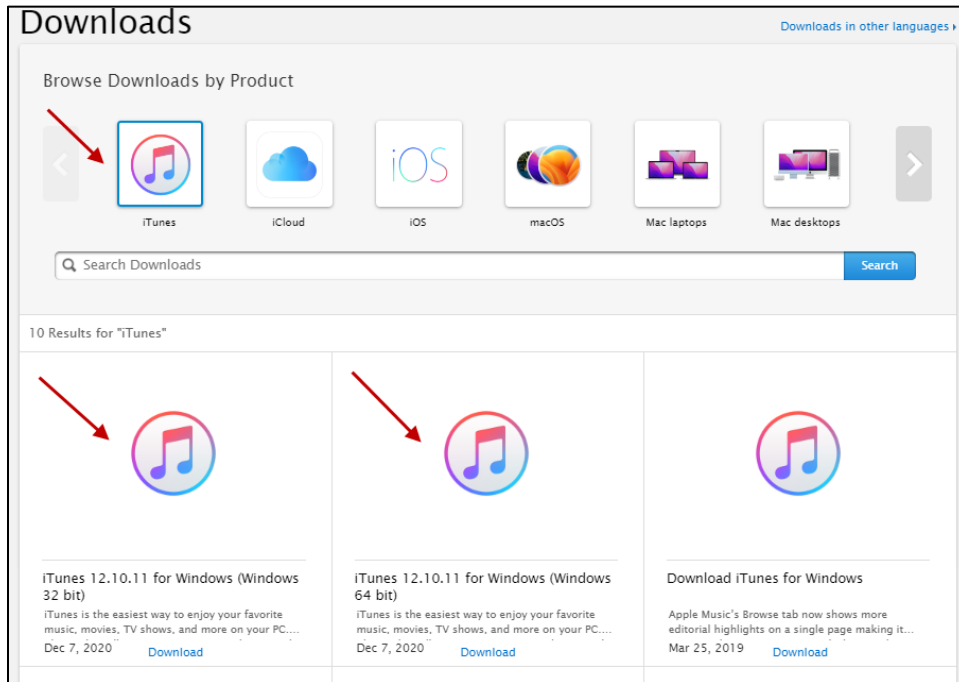 Downloads
Downloads in other languages
Browse Downloads by Product
iOS
iTunes
iCloud
iOS
macOS
Mac laptops
Mac desktops
Search Downloads
Search
10 Results for "iTunes"
iTunes 12.10.11 for Windows (Windows
32 bit)
iTunes is the easiest way to enjoy your favorite
music, movies, TV shows, and more on your PC....
Dec 7, 2020
Download
iTunes 12.10.11 for Windows (Windows
64 bit)
iTunes is the easiest way to enjoy your favorite
music, movies, TV shows, and more on your PC....
Dec 7, 2020
Download
Download iTunes for Windows
Apple Music's Browse tab now shows more
editorial highlights on a single page making it...
Mar 25, 2019
Download